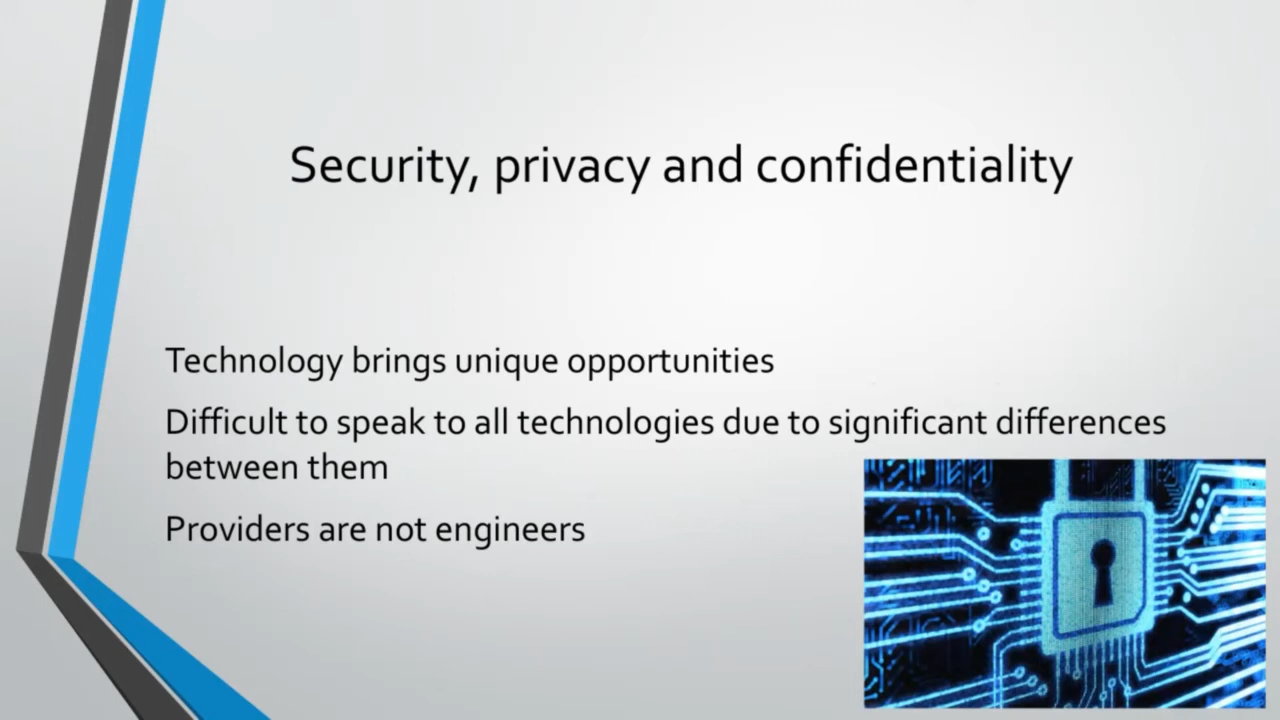 Security, privacy and confidentiality
Technology brings unique opportunities
Difficult to speak to all technologies due to significant differences
between them
Providers are not engineers